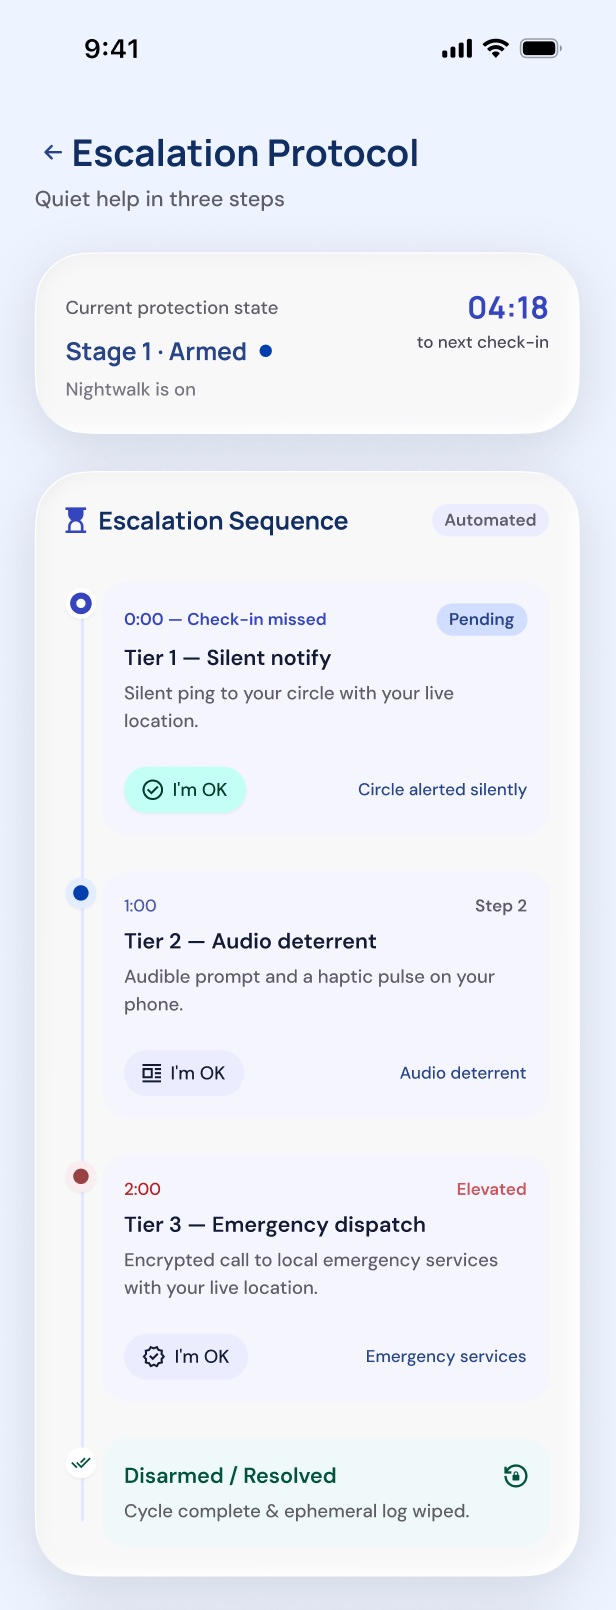 9:41
Escalation Protocol
Quiet help in three steps
Current protection state
04:18
Stage 1 · Armed
to next check-in
Nightwalk is on
Escalation Sequence
Automated
0:00 — Check-in missed
Pending
Tier 1 — Silent notify
Silent ping to your circle with your live
location.
I'm OK
Circle alerted silently
1:00
Step 2
Tier 2 — Audio deterrent
Audible prompt and a haptic pulse on your
phone.
I'm OK
Audio deterrent
2:00
Elevated
Tier 3 — Emergency dispatch
Encrypted call to local emergency services
with your live location.
I'm OK
Emergency services
Disarmed / Resolved
Cycle complete & ephemeral log wiped.